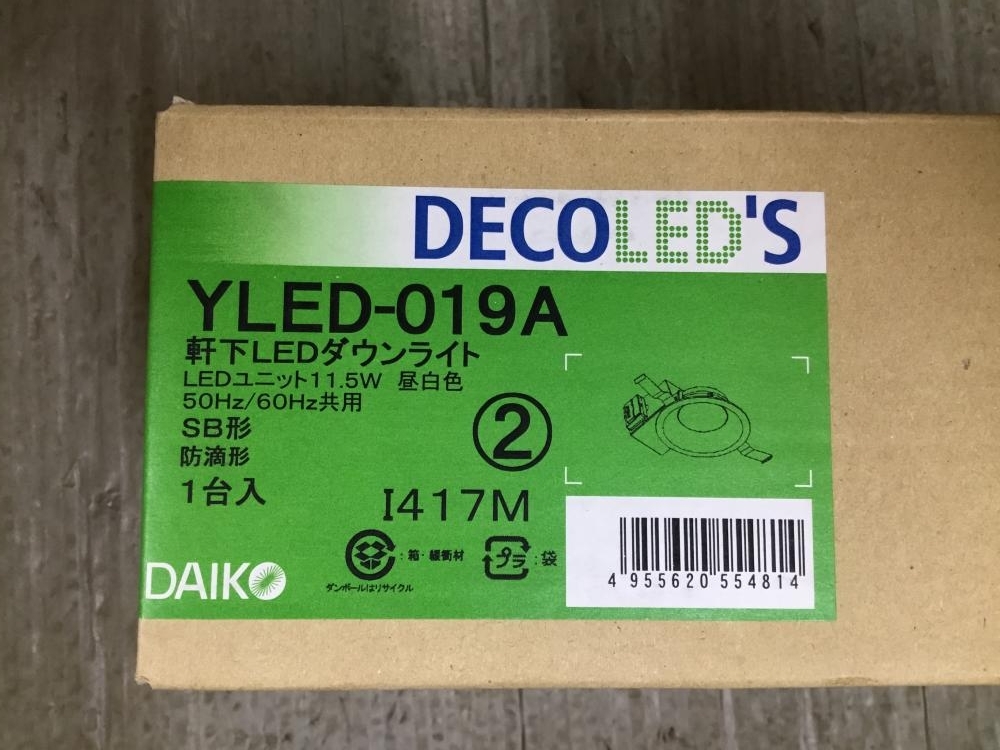 DECOLED'S
YLED-019A
軒下LEDダウンライト
LEDユニット11.5W 昼白色
50Hz/60Hz共用
SB形
防滴形
1台入
②
I417M
:箱・緩衝材
ダンボールはリサイクル
プラ :袋
DAIKO
4 955620 554814